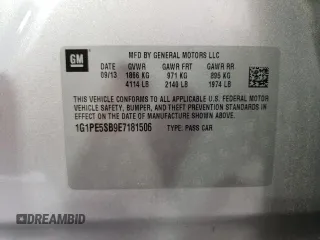 GM
MFD BY GENERAL MOTORS LLC
DATE GVWR GAWR FRT GAWR RR
09/13 1866 KG 971 KG 895 KG
4114 LB 2140 LB 1974 LB
THIS VEHICLE CONFORMS TO ALL APPLICABLE U.S. FEDERAL MOTOR
VEHICLE SAFETY, BUMPER, AND THEFT PREVENTION
STANDARDS IN EFFECT ON THE
DATE OF MANUFACTURE SHOWN ABOVE.
1G1PE5SB9E7181506 TYPE: PASS CAR
DREAMBID